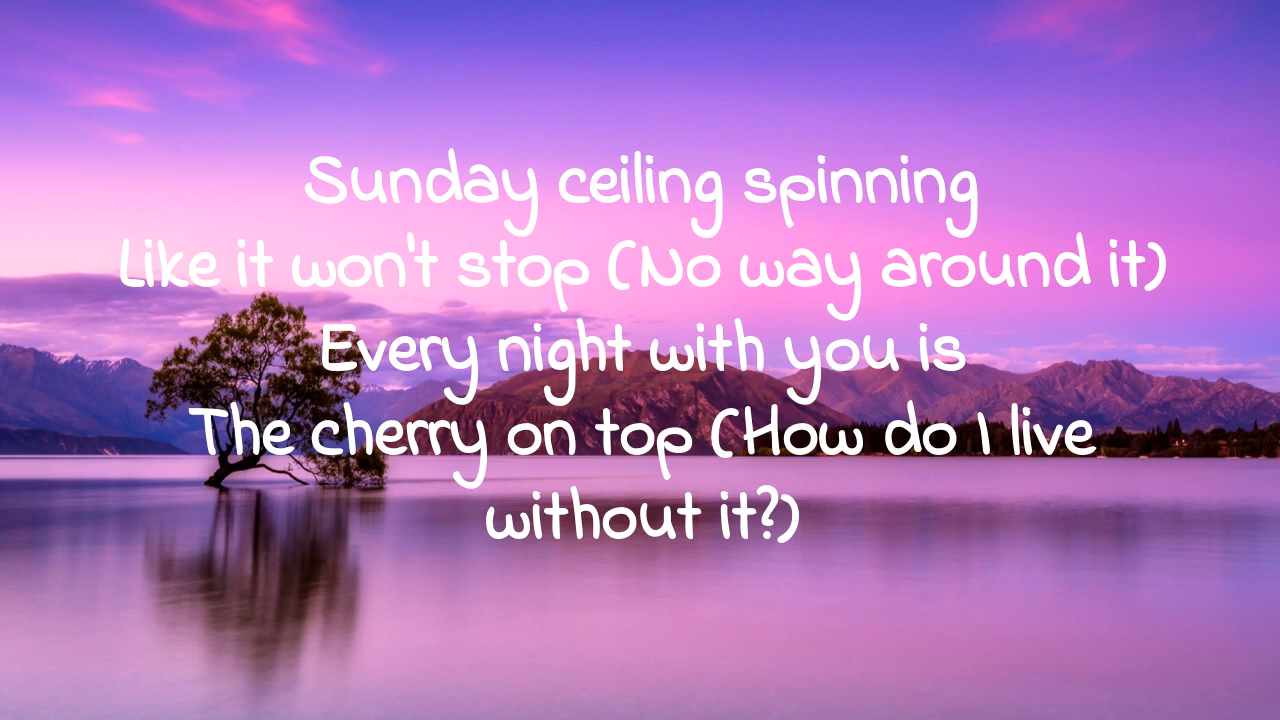 Sunday ceiling spinning
like it won't stop (No way around it)
Every night with you is
The cherry on top (How do I live
without it?)